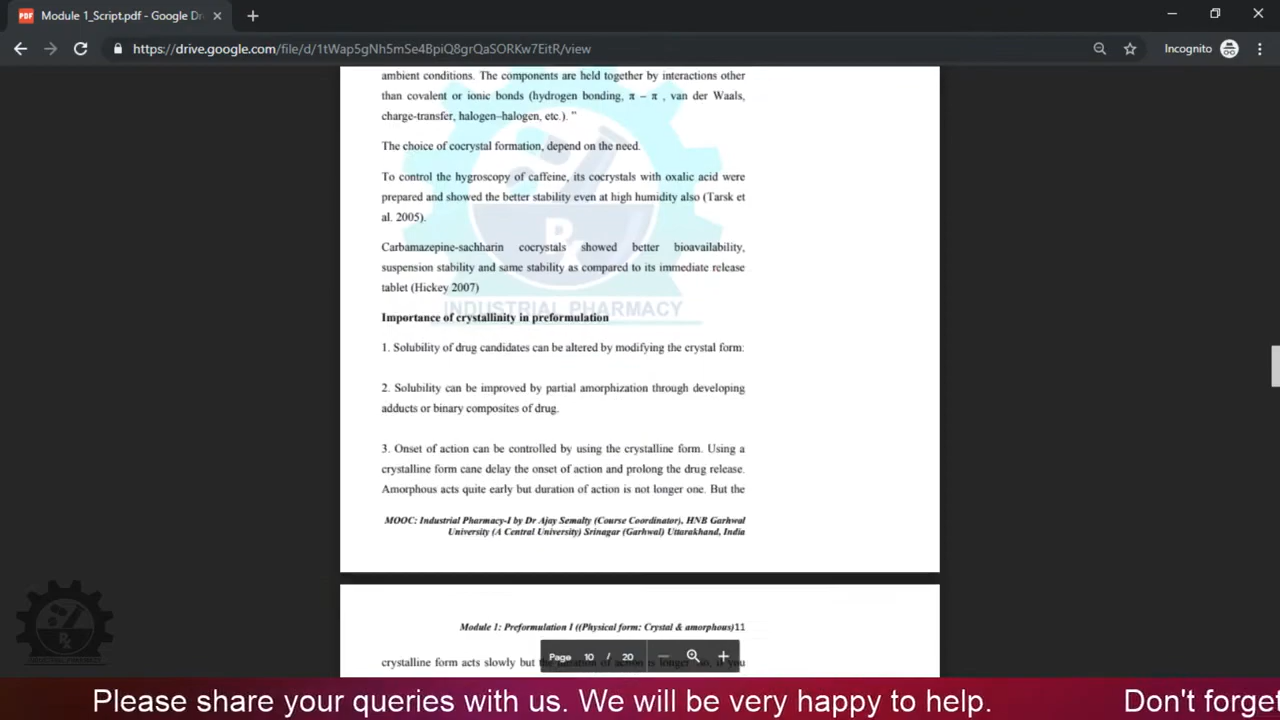 Module 1_Script.pdf - Google Dr
https://drive.google.com/file/d/1tWap5gNh5mSe4BpiQ8grQaSORKw7EitR/view
Incognito
ambient conditions. The components are held together by interactions other
than covalent or ionic bonds (hydrogen bonding, π – π , van der Waals,
charge-transfer, halogen–halogen, etc.). ”
The choice of cocrystal formation, depend on the need.
To control the hygroscopy of caffeine, its cocrystals with oxalic acid were
prepared and showed the better stability even at high humidity also (Tarsk et
al. 2005).
Carbamazepine-sachharin cocrystals showed better bioavailability,
suspension stability and same stability as compared to its immediate release
tablet (Hickey 2007)
INDUSTRIAL PHARMACY
Importance of crystallinity in preformulation
1. Solubility of drug candidates can be altered by modifying the crystal form:
2. Solubility can be improved by partial amorphization through developing
adducts or binary composites of drug.
3. Onset of action can be controlled by using the crystalline form. Using a
crystalline form cane delay the onset of action and prolong the drug release.
Amorphous acts quite early but duration of action is not longer one. But the
MOOC: Industrial Pharmacy-I by Dr Ajay Semalty (Course Coordinator), HNB Garhwal
University (A Central University) Srinagar (Garhwal) Uttarakhand, India
Module 1: Preformulation I ((Physical form: Crystal & amorphous)11
crystalline form acts slowly but
Page 10 / 20
INDUSTRIAL PHARMACY
Please share your queries with us. We will be very happy to help. Don't forget